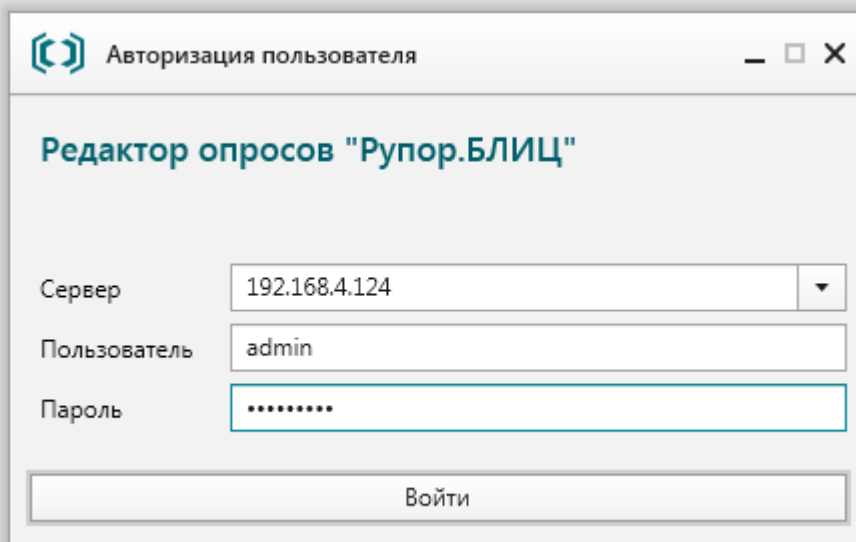 Авторизация пользователя
Редактор опросов "Рупор.БЛИЦ"
Сервер 192.168.4.124
Пользователь admin
Пароль •••••••••
Войти